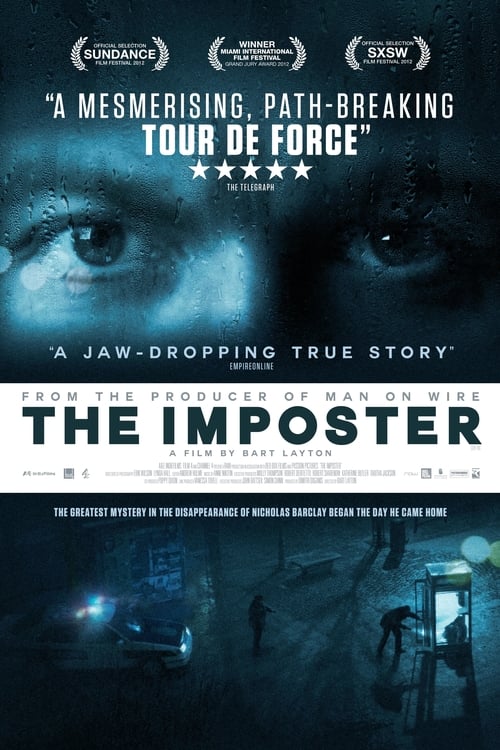 OFFICIAL SELECTION
SUNDANCE
FILM FESTIVAL 2012
WINNER
MIAMI INTERNATIONAL
FILM FESTIVAL
GRAND JURY AWARD 2012
OFFICIAL SELECTION
SXSW
FILM FESTIVAL 2012
“A MESMERISING, PATH-BREAKING
TOUR DE FORCE”
★★★★★
THE TELEGRAPH
“A JAW-DROPPING TRUE STORY”
EMPIREONLINE
FROM THE PRODUCER OF MAN ON WIRE
THE IMPOSTER
A FILM BY BART LAYTON
THE GREATEST MYSTERY IN THE DISAPPEARANCE OF NICHOLAS BARCLAY BEGAN THE DAY HE CAME HOME